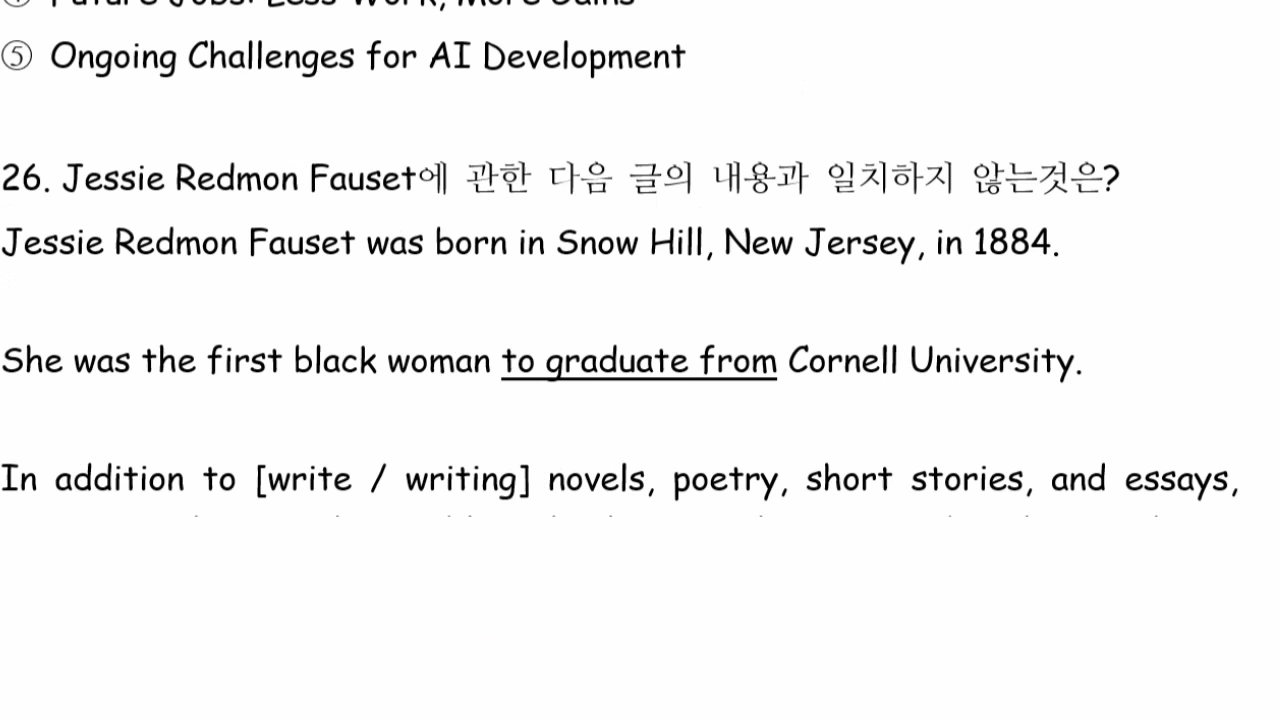 ⑤ Ongoing Challenges for AI Development
26. Jessie Redmon Fauset에 관한 다음 글의 내용과 일치하지 않는것은?
Jessie Redmon Fauset was born in Snow Hill, New Jersey, in 1884.
She was the first black woman to graduate from Cornell University.
In addition to [write / writing] novels, poetry, short stories, and essays,